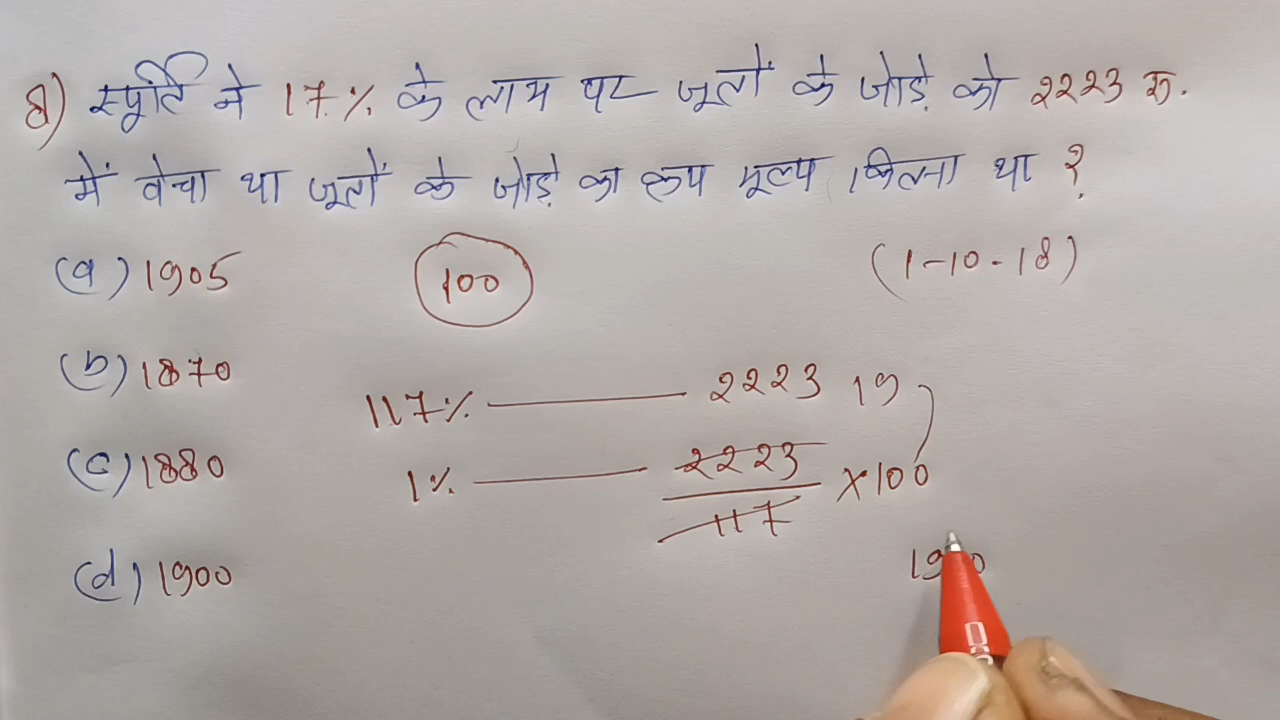 8) स्फूर्ति ने 17% के लाभ पर जूतों के जोड़े को 2223 रु.
में बेचा था जूतों के जोड़े का क्रय मूल्य कितना था ?
(a) 1905
100
(1-10-18)
(b) 1870
117% 2223 19
(c) 1880
1% 2223/117 ×100
(d) 1900